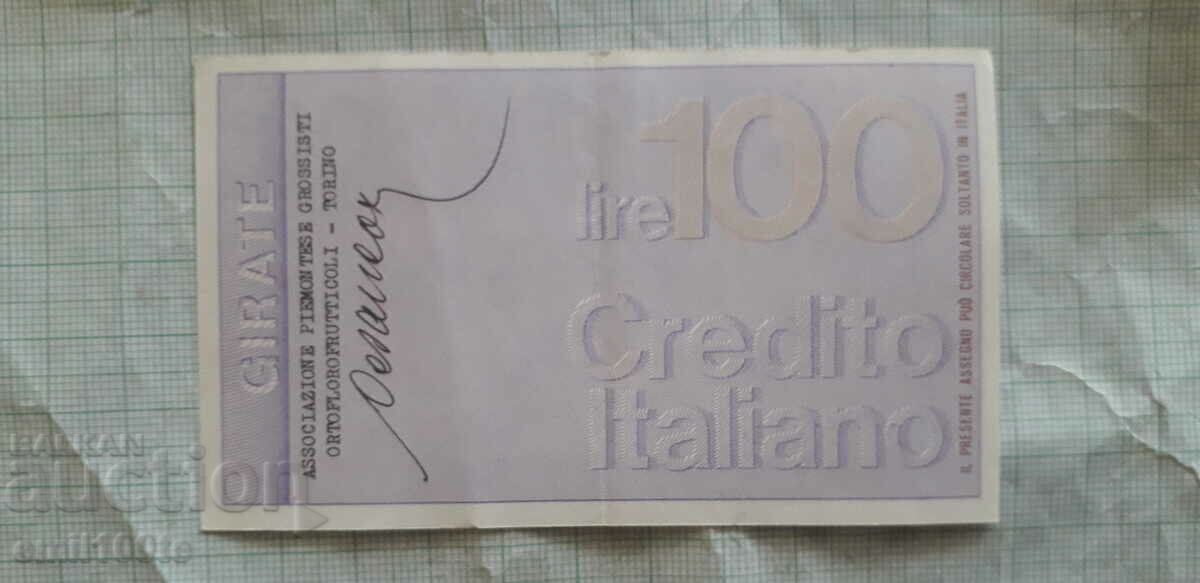 GIRATE
ASSOCIAZIONE PIEMONTESE GROSSISTI
ORTOFLOROFRUTTICOLI - TORINO
lire 100
Credito
Italiano
IL PRESENTE ASSEGNO PUÒ CIRCOLARE SOLTANTO IN ITALIA
BALKAN
auction
emil100te